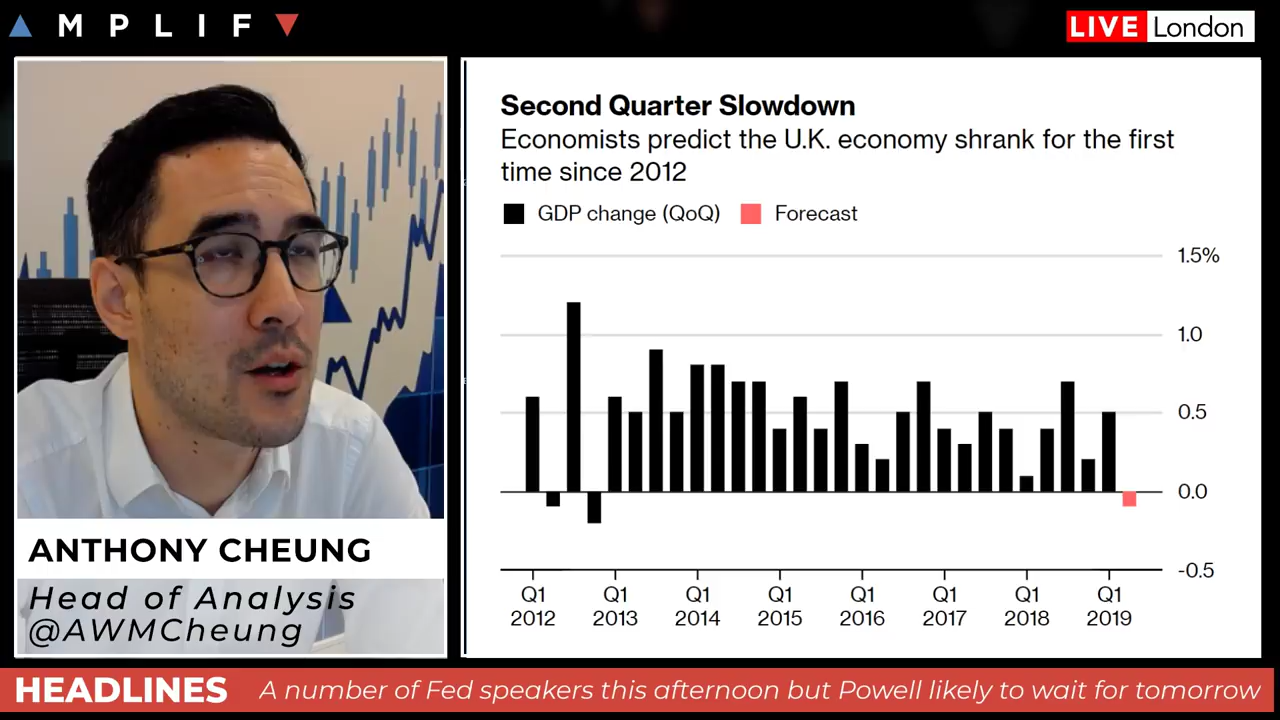 MPLIF
LIVE London
Second Quarter Slowdown
Economists predict the U.K. economy shrank for the first
time since 2012
GDP change (QoQ) Forecast
1.5%
1.0
0.5
0.0
-0.5
Q1 Q1 Q1 Q1 Q1 Q1 Q1 Q1
2012 2013 2014 2015 2016 2017 2018 2019
ANTHONY CHEUNG
Head of Analysis
@AWMCheung
HEADLINES A number of Fed speakers this afternoon but Powell likely to wait for tomorrow